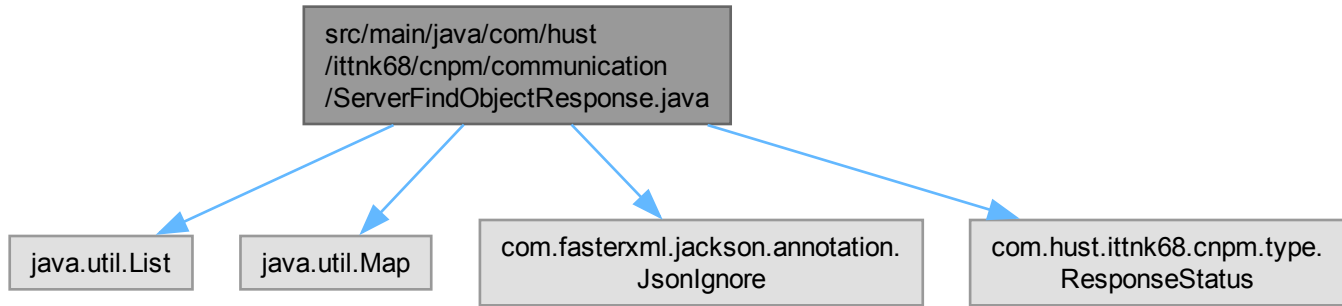 src/main/java/com/hust
/ittnk68/cnpm/communication
/ServerFindObjectResponse.java
java.util.List
java.util.Map
com.fasterxml.jackson.annotation.
JsonIgnore
com.hust.ittnk68.cnpm.type.
ResponseStatus